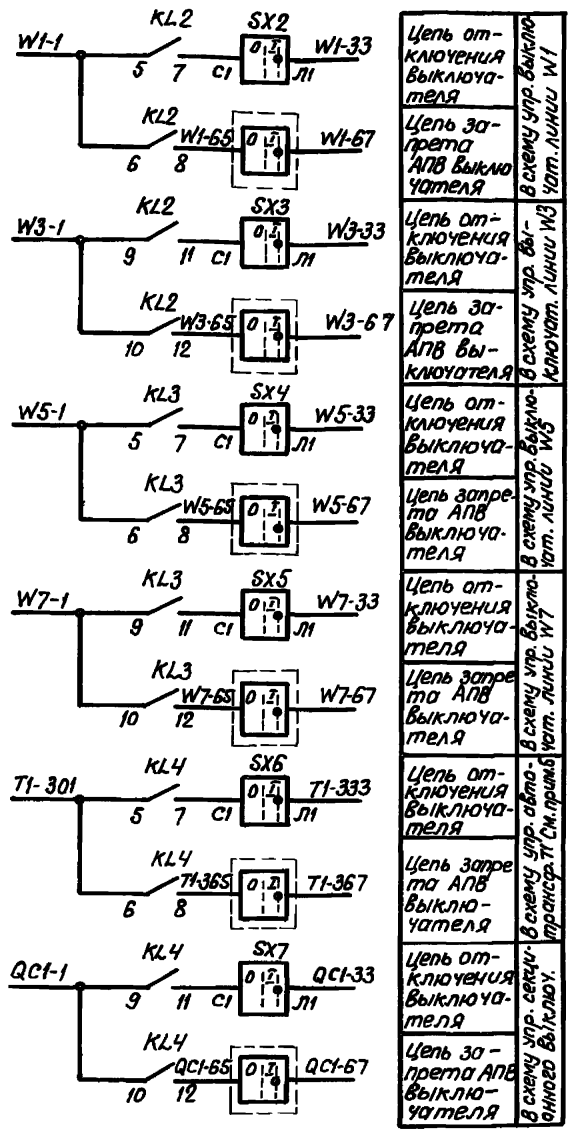 KL2 SX2
W1-1 W1-33
5 7 C1 О I Л1
KL2
W1-65 W1-67
6 8 О I
Цепь от-
ключения
выключа-
теля
Цепь за-
прета
АПВ выклю
чателя
В схему упр. выклю-
чат. линии W1
KL2 SX3
W3-1 W3-33
9 11 C1 О I Л1
KL2
W3-65 W3-67
10 12 О I
Цепь от-
ключения
выключа-
теля
Цепь за-
прета
АПВ вы-
ключателя
В схему упр. вы-
ключат. линии W3
KL3 SX4
W5-1 W5-33
5 7 C1 О I Л1
KL3
W5-65 W5-67
6 8 О I
Цепь от-
ключения
выключа-
теля
Цепь запре-
та АПВ
выключа-
теля
В схему упр. выклю-
чат. линии W5
KL3 SX5
W7-1 W7-33
9 11 C1 О I Л1
KL3
W7-65 W7-67
10 12 О I
Цепь от-
ключения
выключа-
теля
Цепь запре
та АПВ
выключа-
теля
В схему упр. выклю-
чат. линии W7
KL4 SX6
T1-301 T1-333
5 7 C1 О I Л1
KL4
T1-365 T1-367
6 8 О I
Цепь от-
ключения
выключа-
теля
Цепь запре
та АПВ
выклю-
чателя
В схему упр. авто-
трансф. Т1 См. прим. 6
KL4 SX7
QC1-1 QC1-33
9 11 C1 О I Л1
KL4
QC1-65 QC1-67
10 12 О I
Цепь от-
ключения
выключа-
теля
Цепь за-
прета АПВ
выклю-
чателя
В схему упр. секци-
онного выключ.